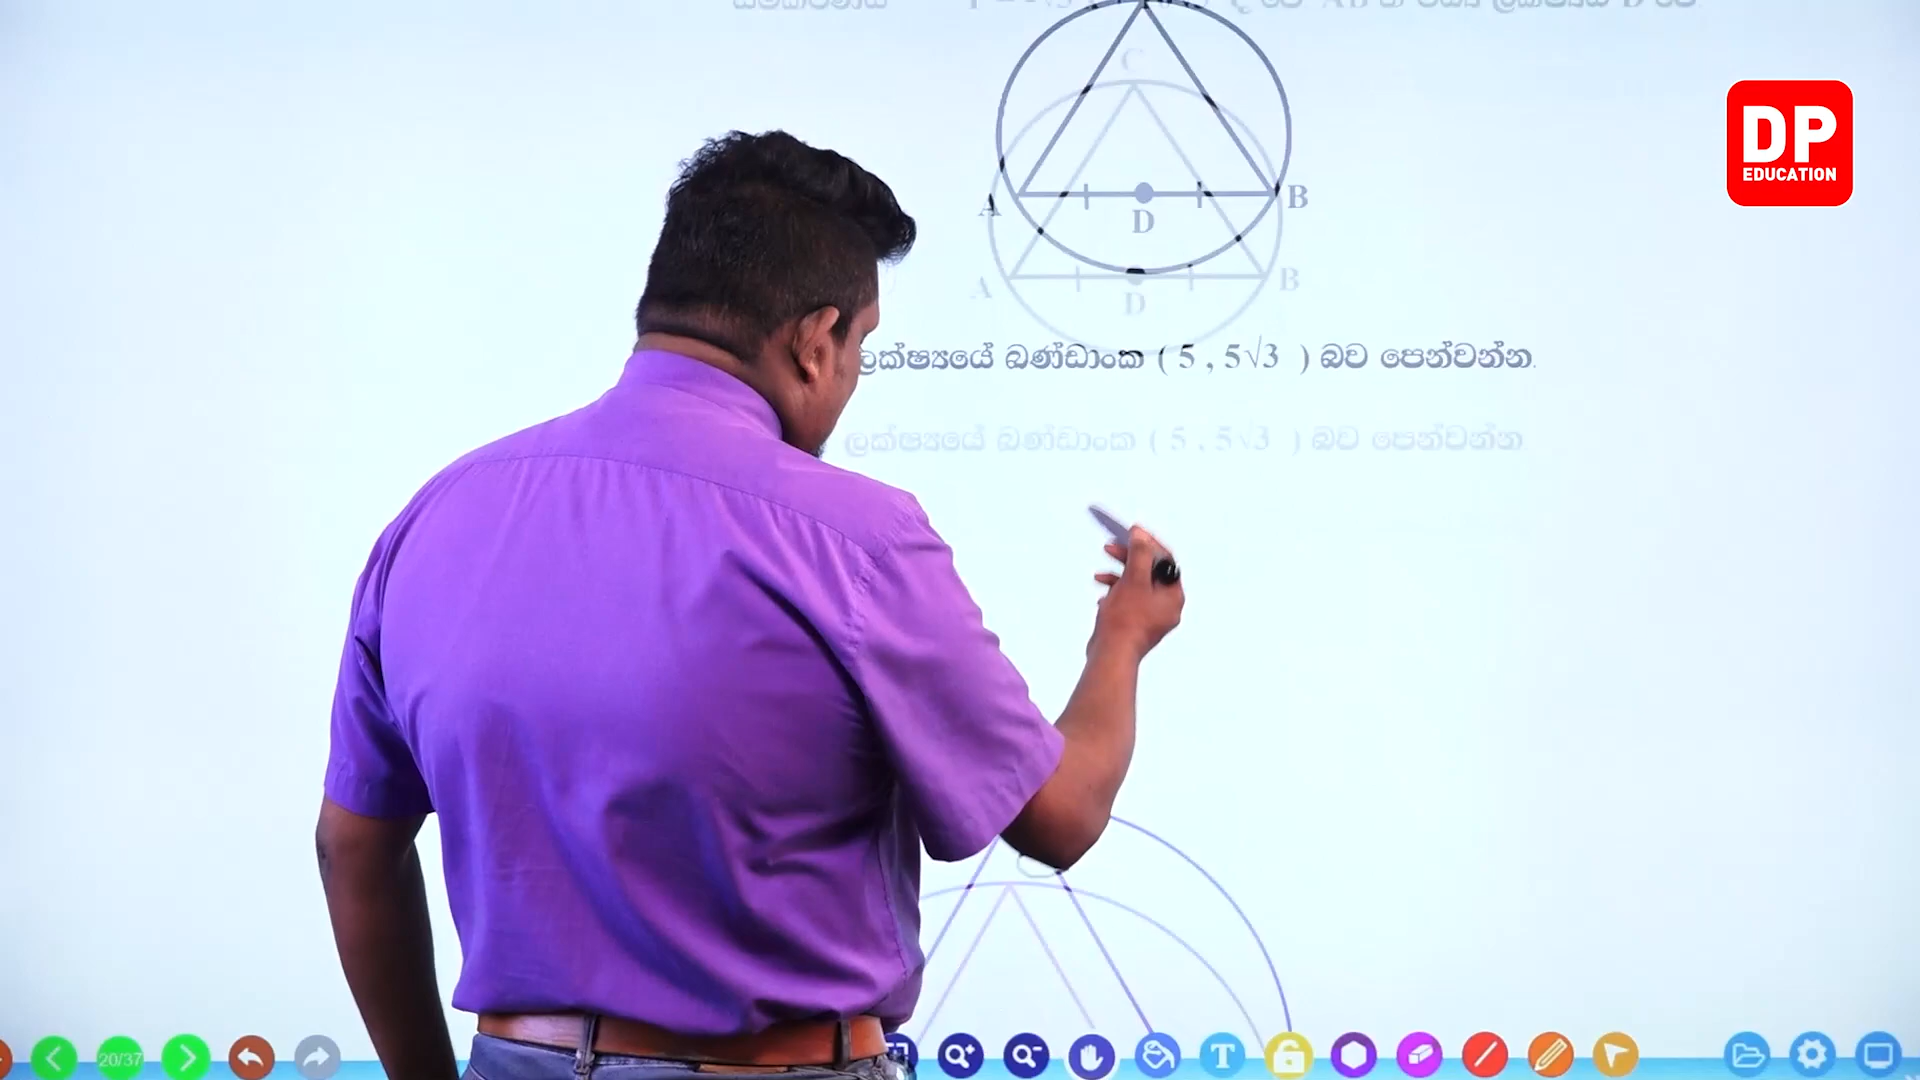 C
DP
EDUCATION
A
B
D
A
B
D
ලක්ෂ්‍යයේ ඛණ්ඩාංක ( 5 , 5√3 ) බව පෙන්වන්න.
ලක්ෂ්‍යයේ ඛණ්ඩාංක ( 5 , 5√3 ) බව පෙන්වන්න
20/37
T